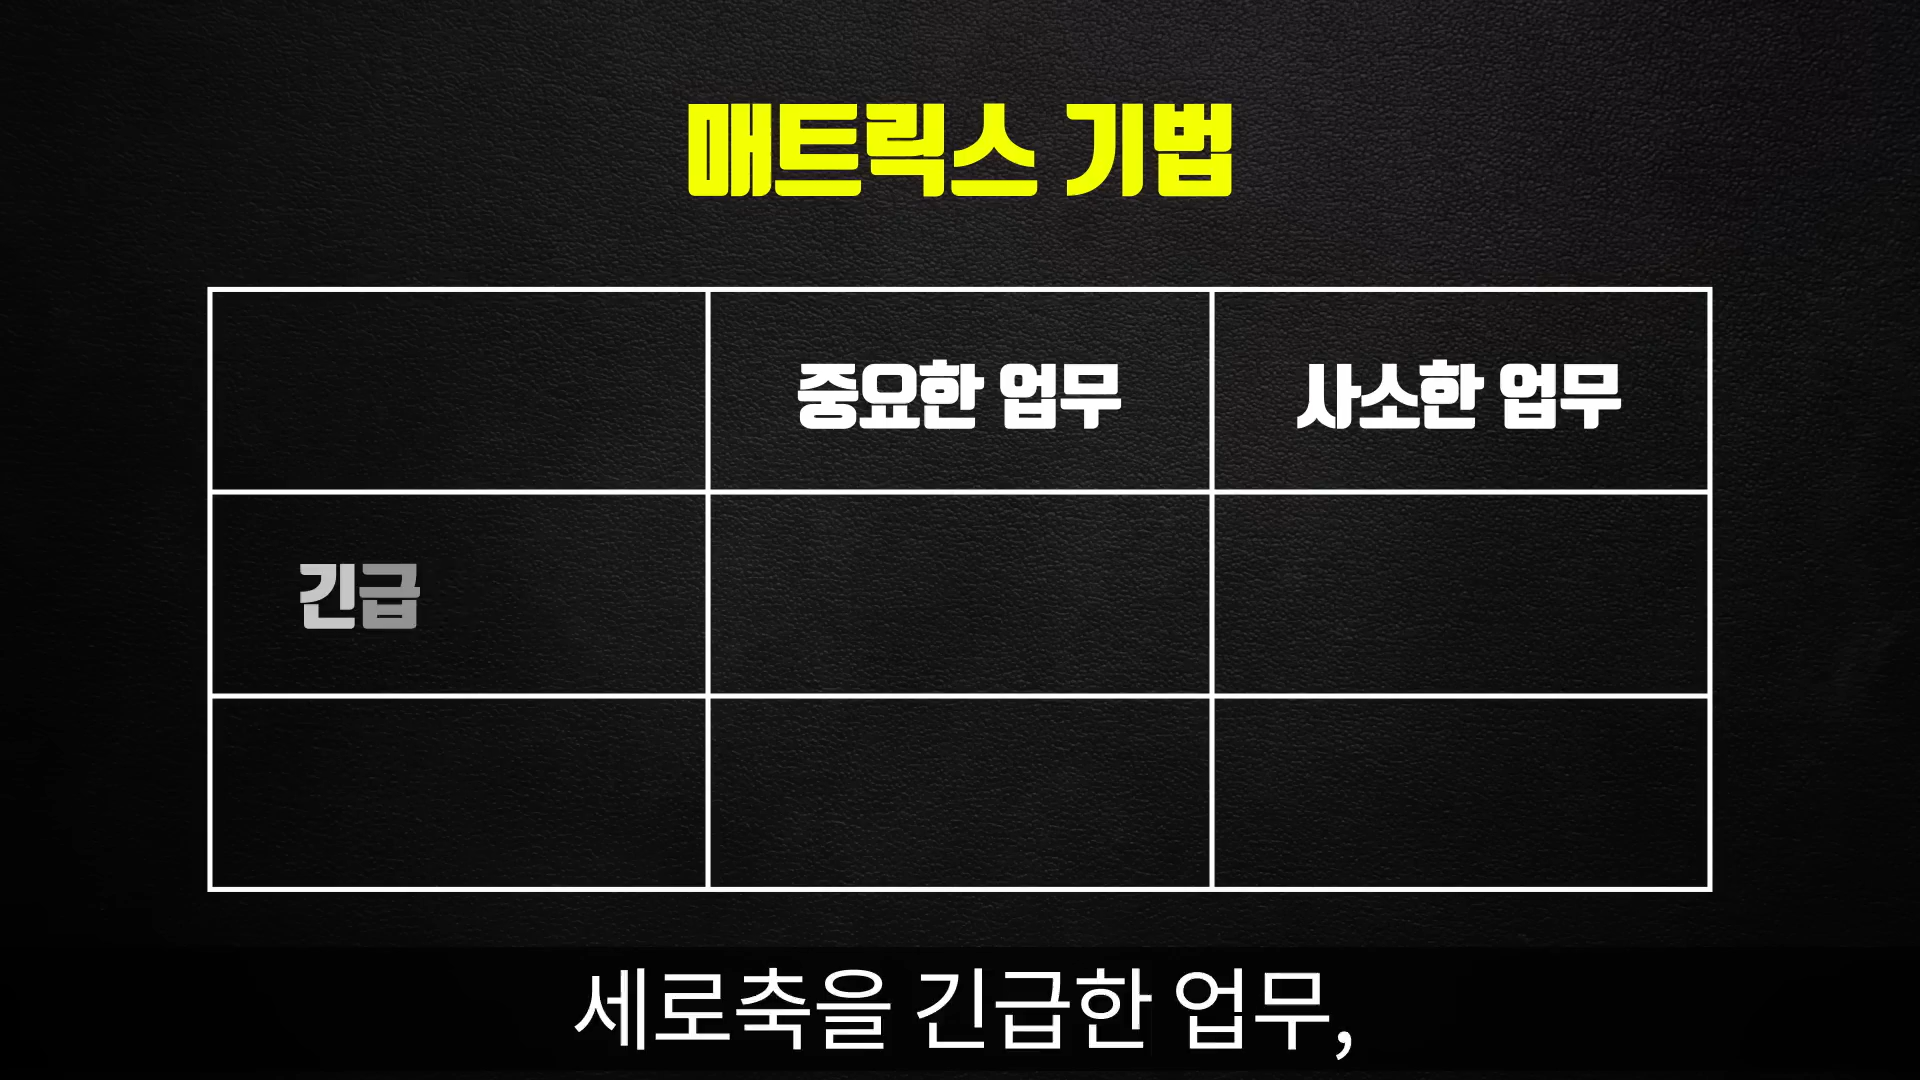 매트릭스 기법
중요한 업무
사소한 업무
긴급
세로축을 긴급한 업무,